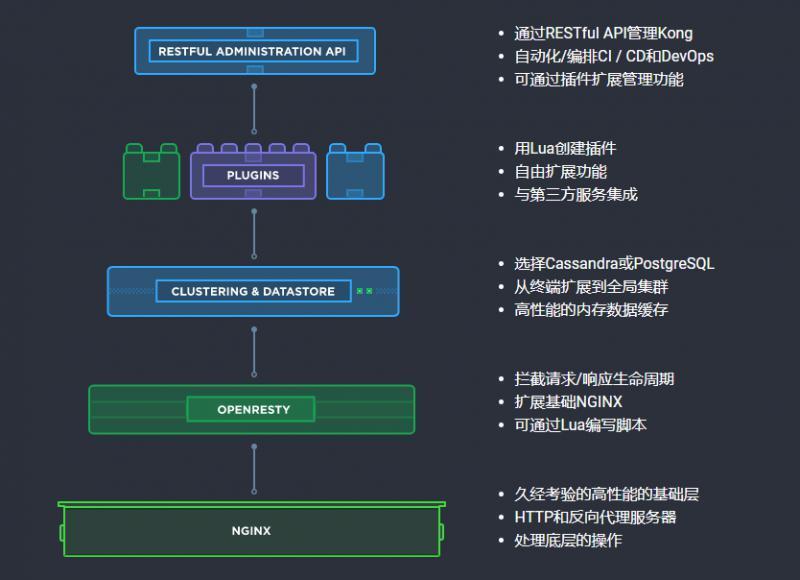 RESTFUL ADMINISTRATION API
• 通过RESTful API管理Kong
• 自动化/编排CI / CD和DevOps
• 可通过插件扩展管理功能
PLUGINS
• 用Lua创建插件
• 自由扩展功能
• 与第三方服务集成
CLUSTERING & DATASTORE
• 选择Cassandra或PostgreSQL
• 从终端扩展到全局集群
• 高性能的内存数据缓存
OPENRESTY
• 拦截请求/响应生命周期
• 扩展基础NGINX
• 可通过Lua编写脚本
NGINX
• 久经考验的高性能的基础层
• HTTP和反向代理服务器
• 处理底层的操作